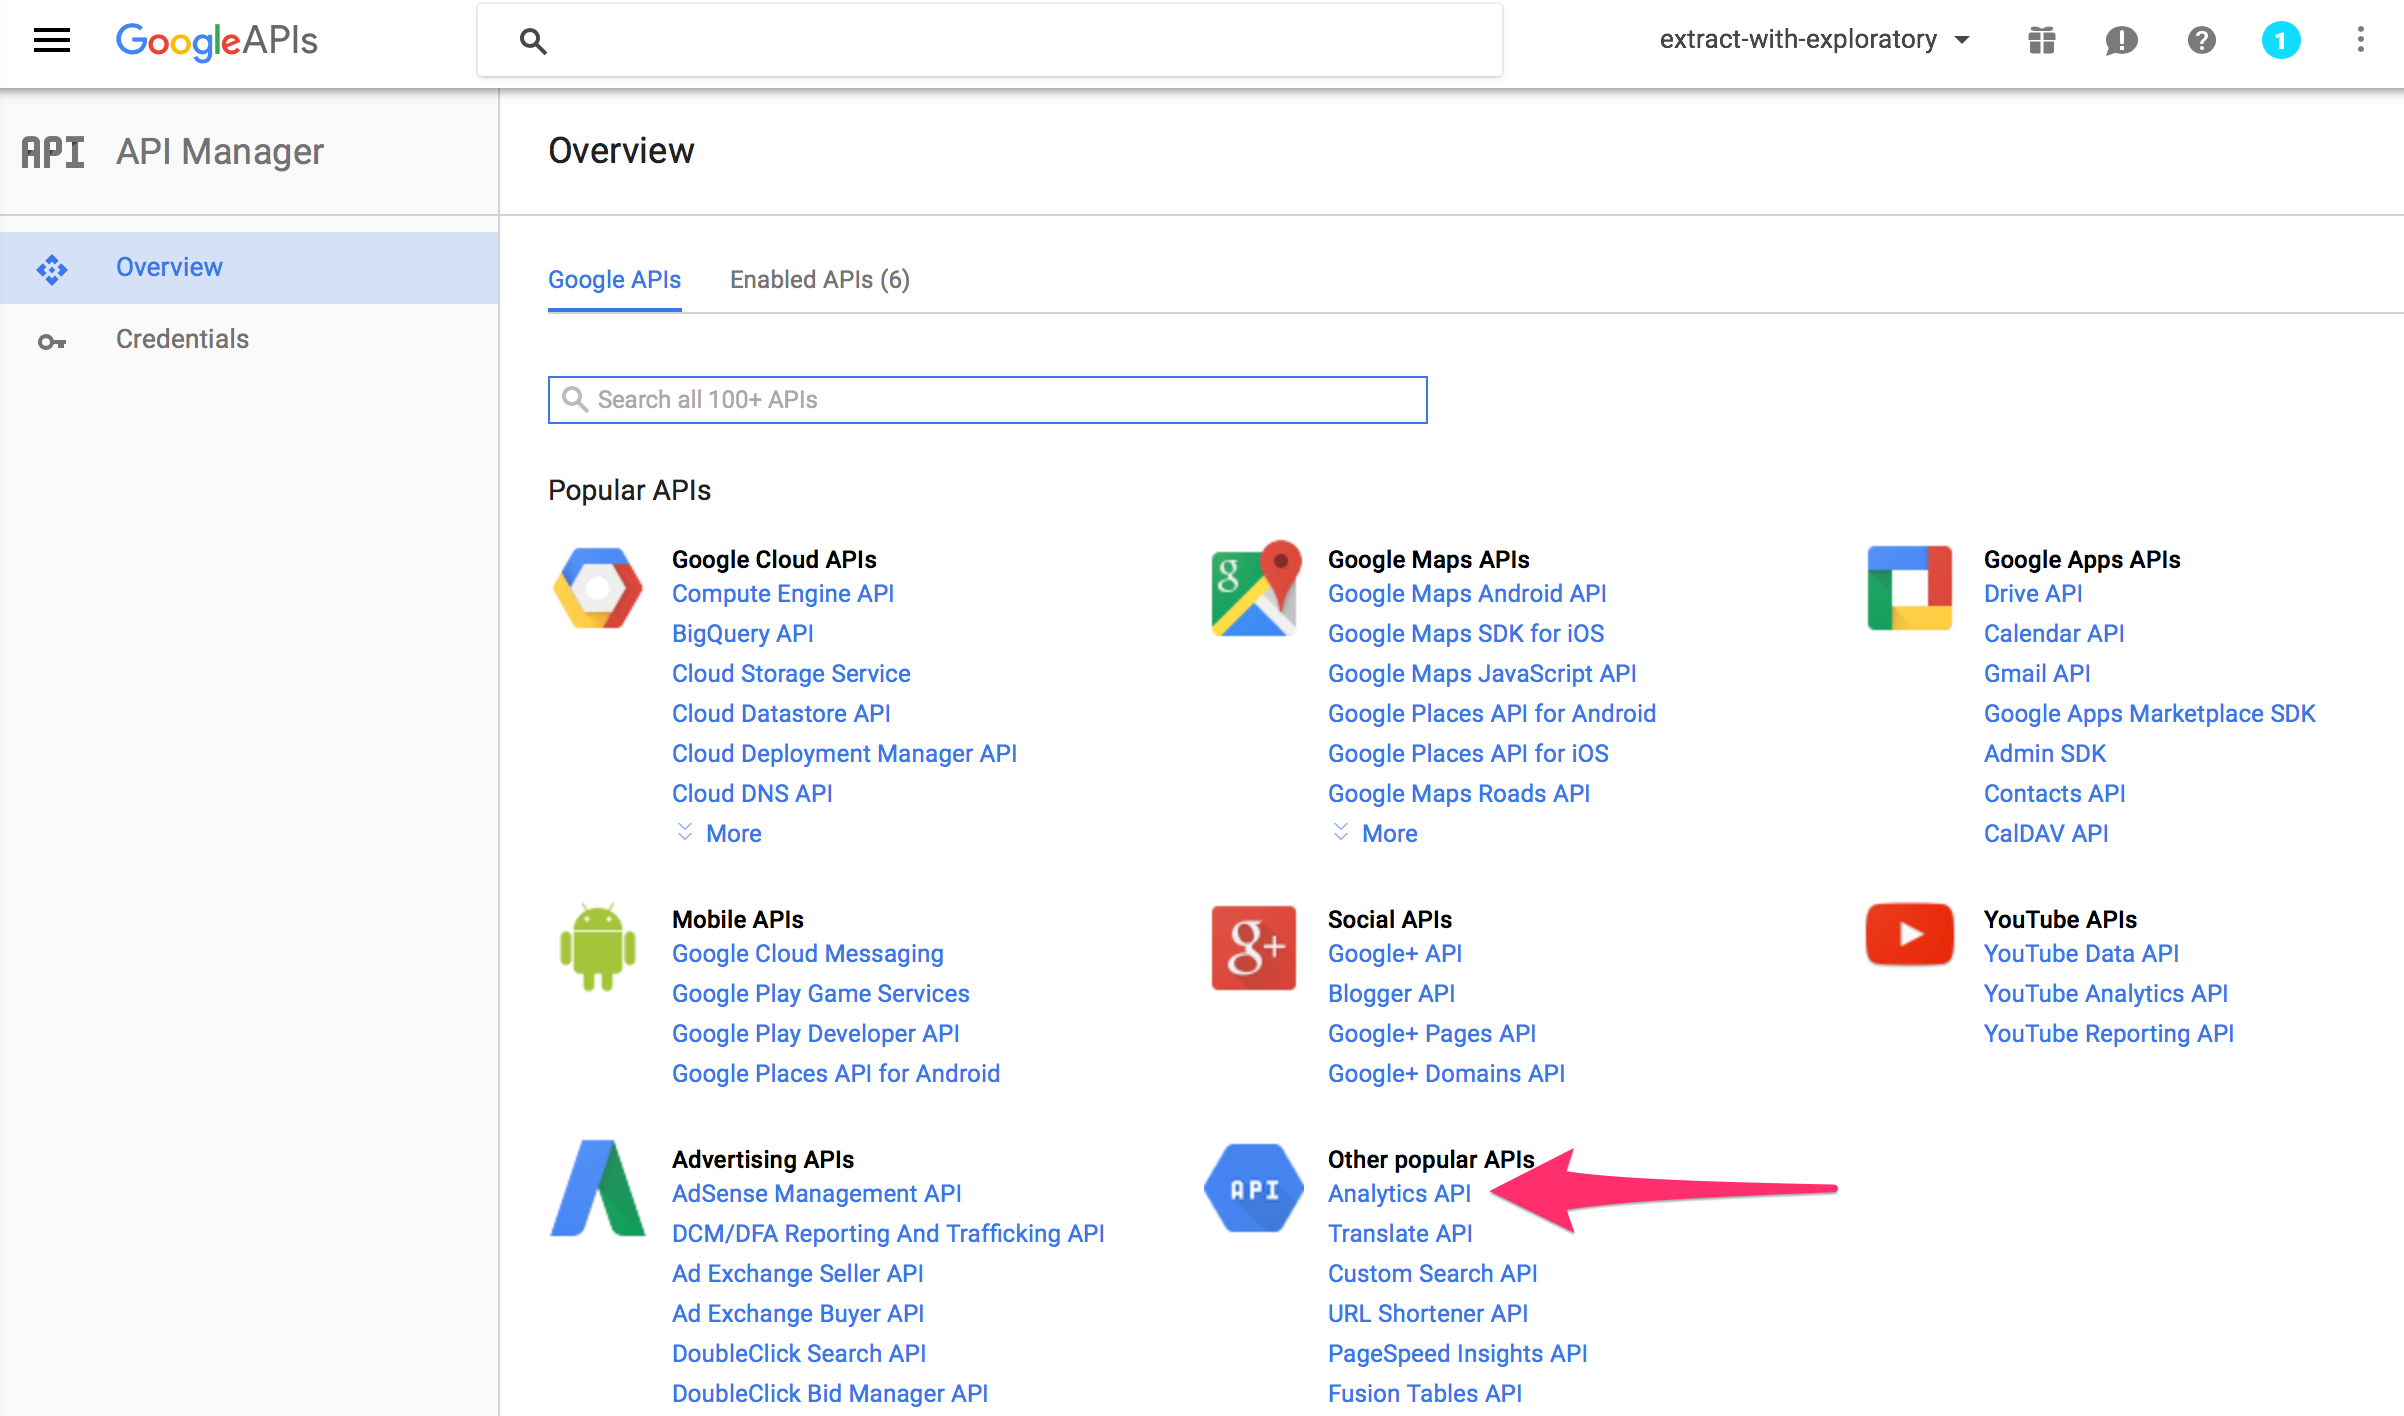 GoogleAPIs
extract-with-exploratory
1
API API Manager
Overview
Credentials
Overview
Google APIs Enabled APIs (6)
Search all 100+ APIs
Popular APIs
Google Cloud APIs
Compute Engine API
BigQuery API
Cloud Storage Service
Cloud Datastore API
Cloud Deployment Manager API
Cloud DNS API
More
g
Google Maps APIs
Google Maps Android API
Google Maps SDK for iOS
Google Maps JavaScript API
Google Places API for Android
Google Places API for iOS
Google Maps Roads API
More
Google Apps APIs
Drive API
Calendar API
Gmail API
Google Apps Marketplace SDK
Admin SDK
Contacts API
CalDAV API
Mobile APIs
Google Cloud Messaging
Google Play Game Services
Google Play Developer API
Google Places API for Android
g+
Social APIs
Google+ API
Blogger API
Google+ Pages API
Google+ Domains API
YouTube APIs
YouTube Data API
YouTube Analytics API
YouTube Reporting API
Advertising APIs
AdSense Management API
DCM/DFA Reporting And Trafficking API
Ad Exchange Seller API
Ad Exchange Buyer API
DoubleClick Search API
DoubleClick Bid Manager API
API
Other popular APIs
Analytics API
Translate API
Custom Search API
URL Shortener API
PageSpeed Insights API
Fusion Tables API